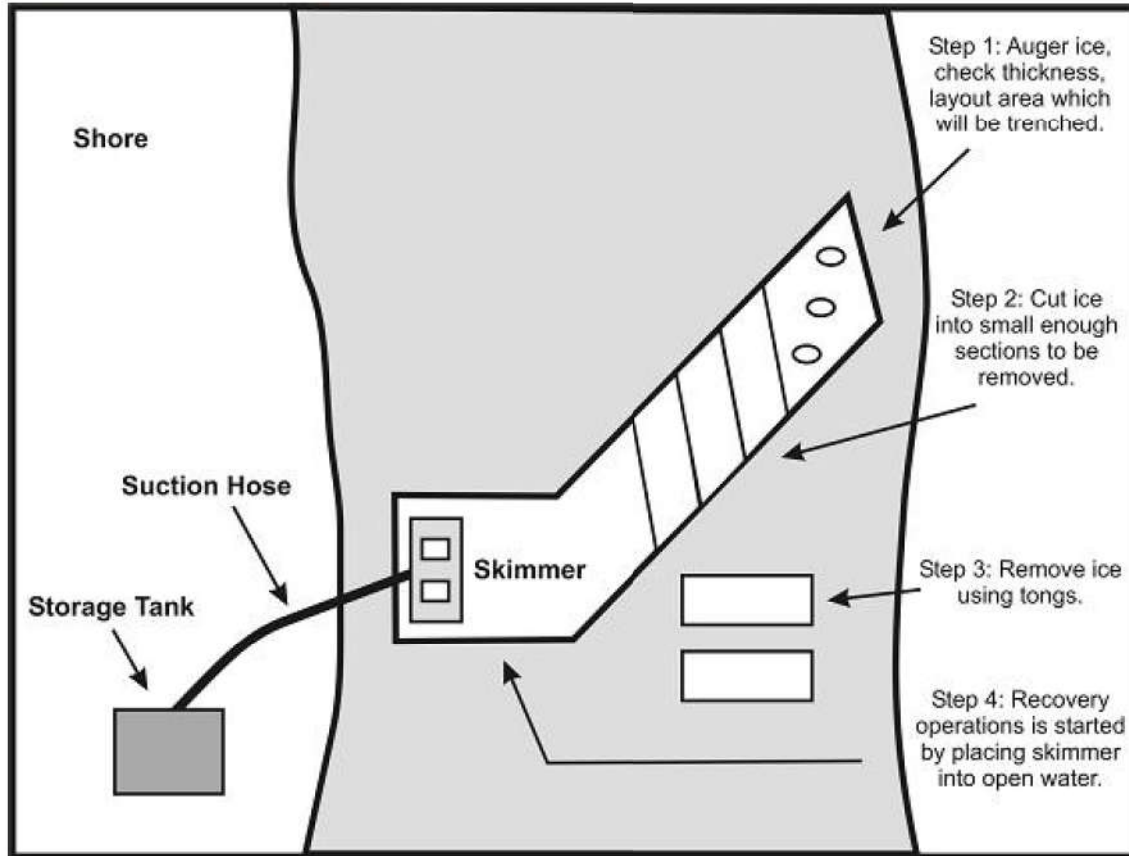 Step 1: Auger ice,
check thickness,
layout area which
will be trenched.
Shore
Step 2: Cut ice
into small enough
sections to be
removed.
Suction Hose
Skimmer
Storage Tank
Step 3: Remove ice
using tongs.
Step 4: Recovery
operations is started
by placing skimmer
into open water.